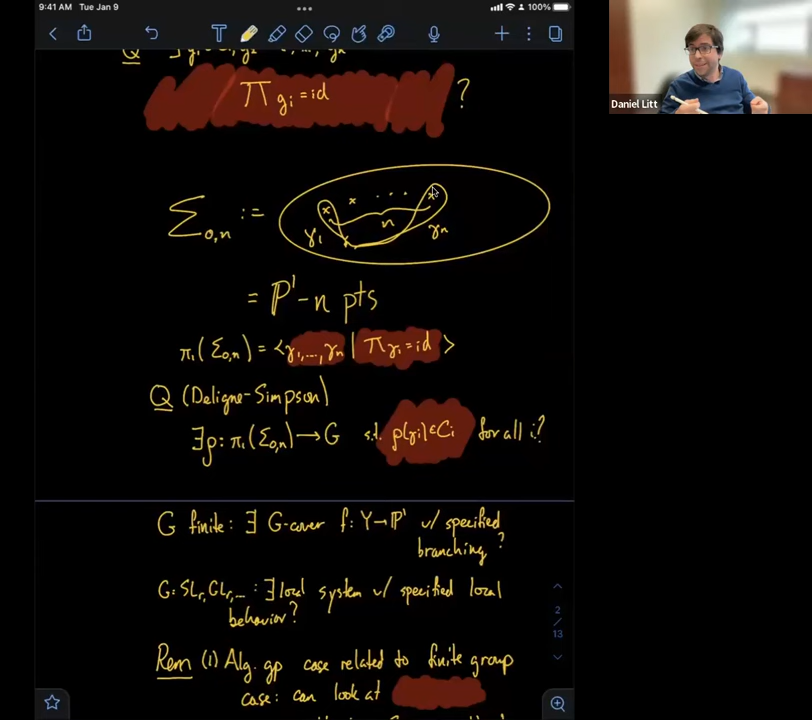 9:41 AM Tue Jan 9
100%
Q
∏ gᵢ = id ?
Σ₀,ₙ :=
x x . . . x
γ₁ n γₙ
= ℙ¹ - n pts
π₁(Σ₀,ₙ) = <γ₁,...,γₙ | ∏ γᵢ = id >
Q (Deligne-Simpson)
∃ρ: π₁(Σ₀,ₙ) → G s.t. ρ(γᵢ) ∈ Cᵢ for all i?
G finite: ∃ G-cover f: Y → ℙ¹ w/ specified
branching?
G: SLᵣ, GLᵣ, ... : ∃ local system w/ specified local
behavior?
Rem (1) Alg. gp case related to finite group
case: can look at
2
/
13
Daniel Litt